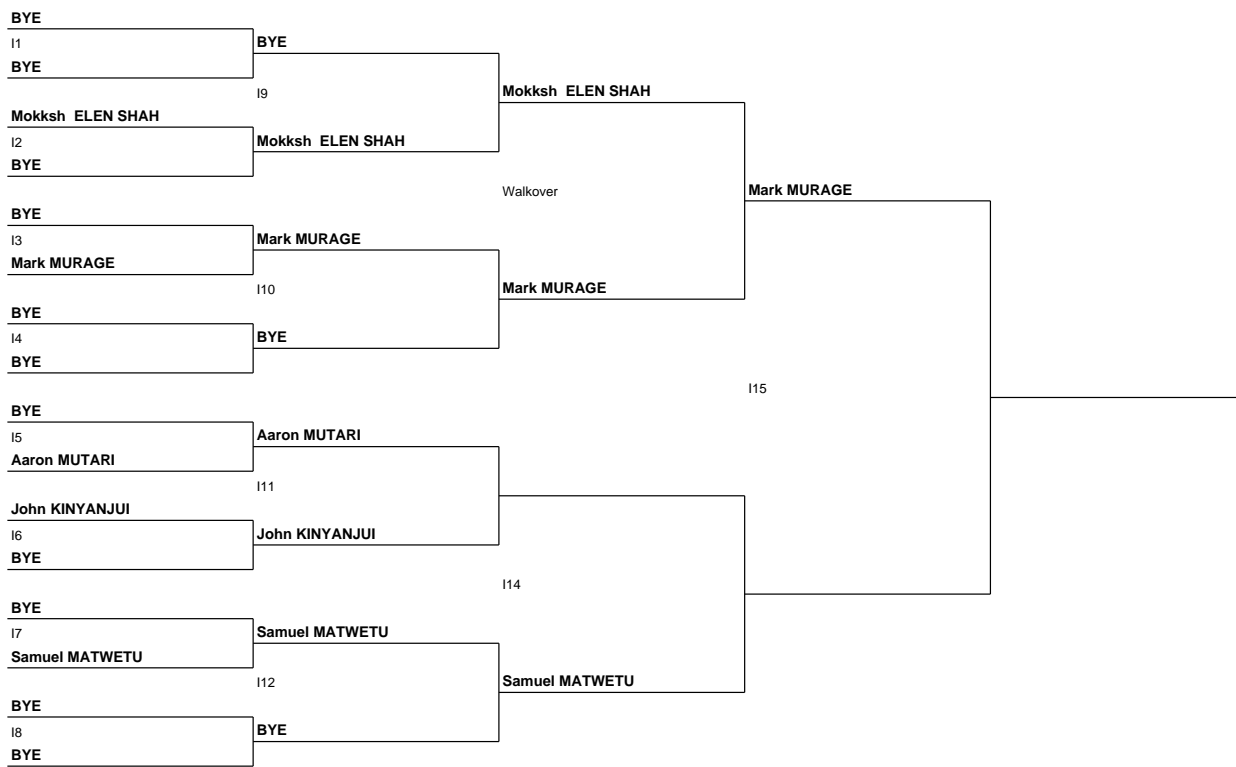 BYE
I1
BYE
BYE
I9
Mokksh ELEN SHAH
Mokksh ELEN SHAH
I2
Mokksh ELEN SHAH
BYE
Walkover
Mark MURAGE
BYE
I3
Mark MURAGE
Mark MURAGE
I10
Mark MURAGE
BYE
I4
BYE
BYE
I15
BYE
I5
Aaron MUTARI
Aaron MUTARI
I11
John KINYANJUI
I6
John KINYANJUI
BYE
I14
BYE
I7
Samuel MATWETU
Samuel MATWETU
I12
Samuel MATWETU
BYE
I8
BYE
BYE